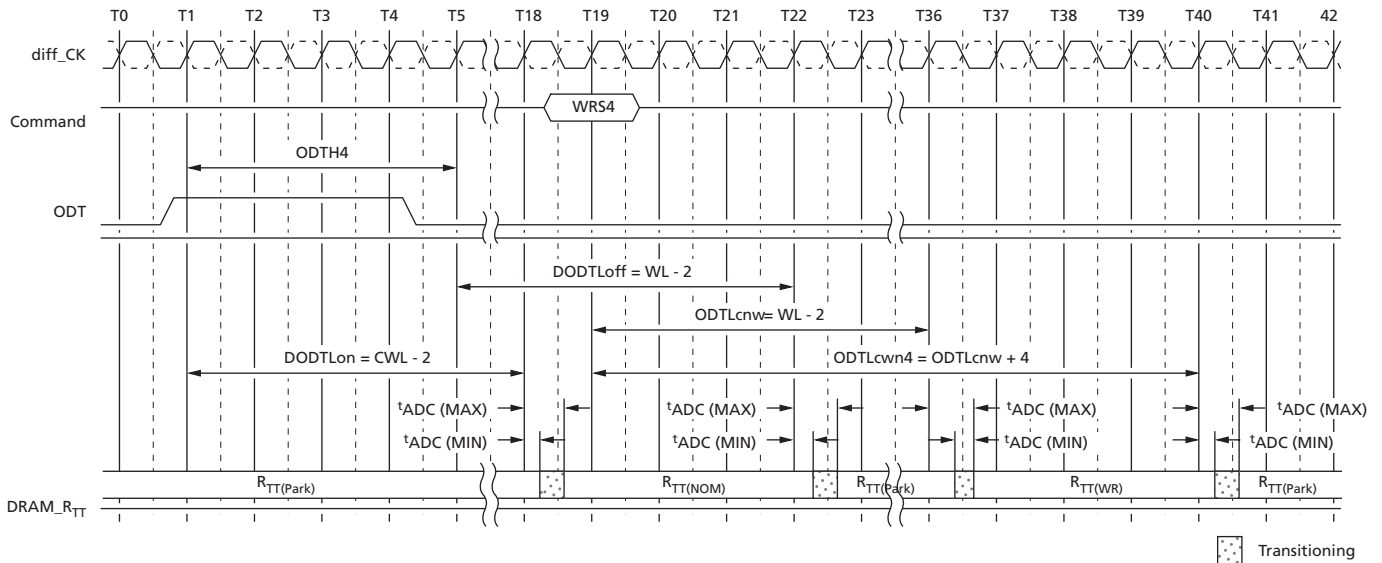 T0 T1 T2 T3 T4 T5 T18 T19 T20 T21 T22 T23 T36 T37 T38 T39 T40 T41 42
diff_CK
WRS4
Command
ODTH4
ODT
DODTLoff = WL - 2
ODTLcnw= WL - 2
DODTLon = CWL - 2 ODTLcwn4 = ODTLcnw + 4
tADC (MAX) tADC (MAX) tADC (MAX) tADC (MAX)
tADC (MIN) tADC (MIN) tADC (MIN) tADC (MIN)
RTT(Park) RTT(NOM) RTT(Park) RTT(WR) RTT(Park)
DRAM_RTT
Transitioning